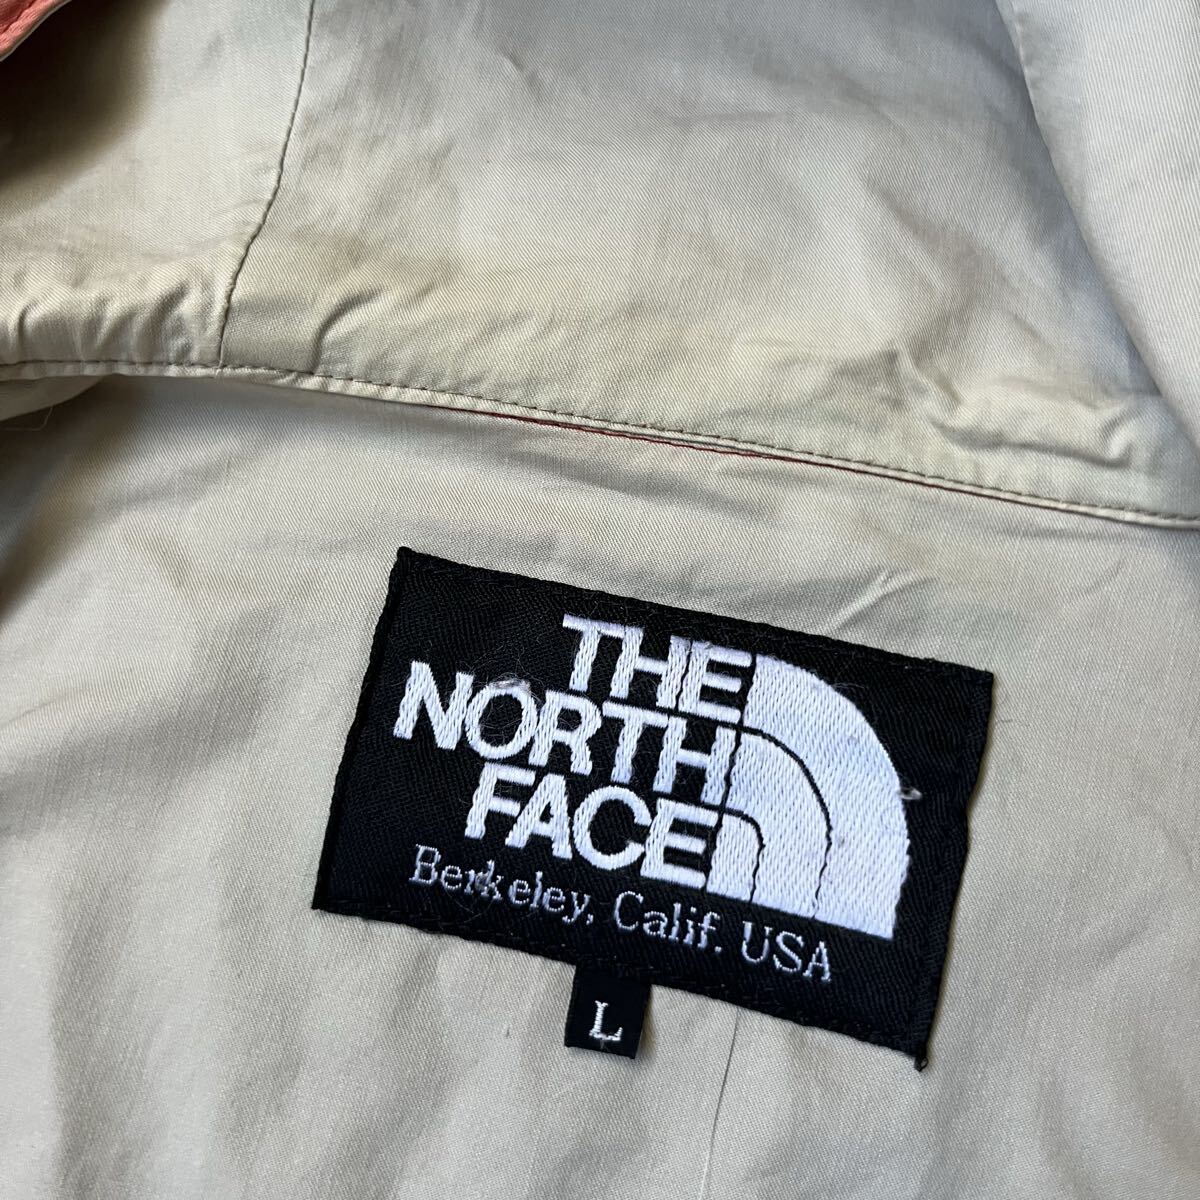 THE
NORTH
FACE
Berkeley, Calif. USA
L